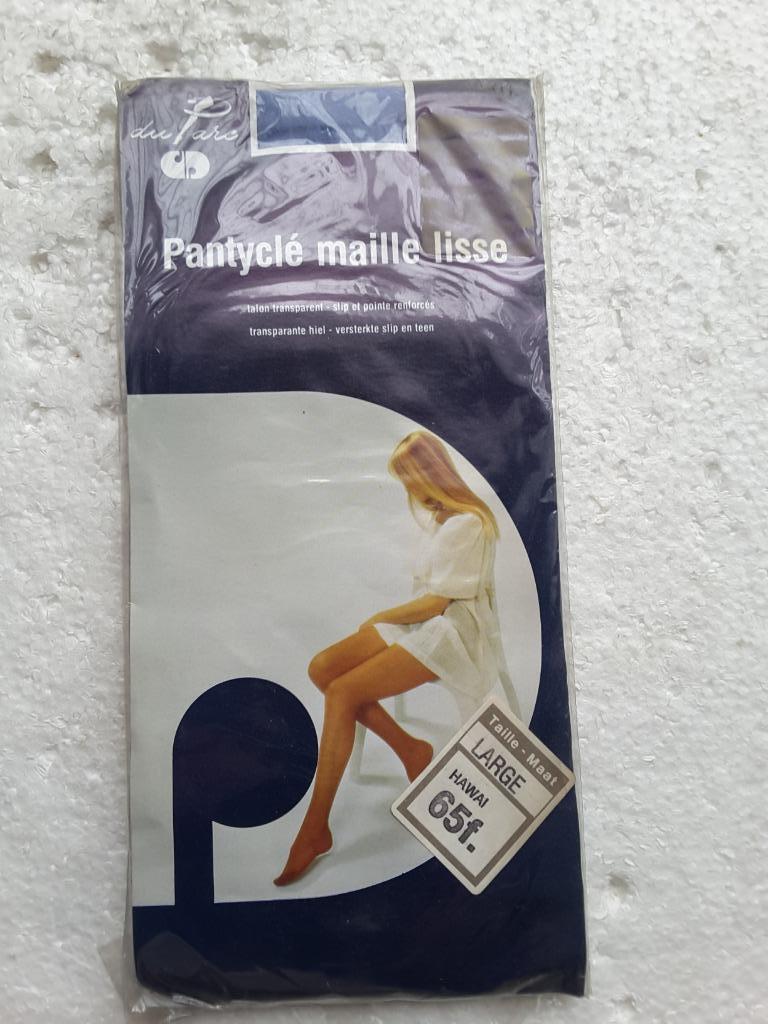 du Parc
Pantyclé maille lisse
talon transparent - slip et pointe renforcés
transparante hiel - versterkte slip en teen
Taille - Maat
LARGE
HAWAI
65f.